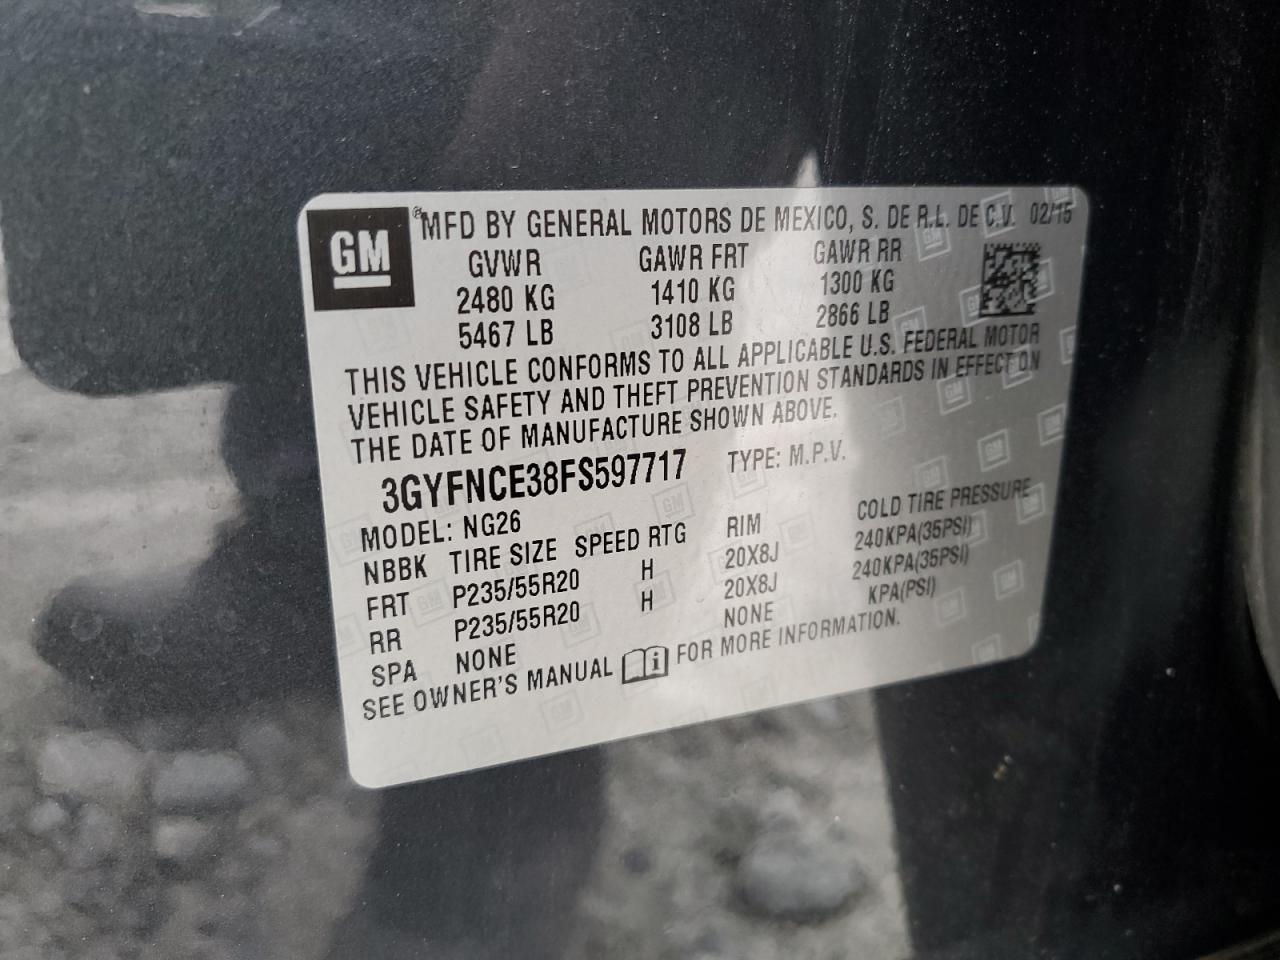 GM
MFD BY GENERAL MOTORS DE MEXICO, S. DE R.L. DE C.V. 02/15
GVWR GAWR FRT GAWR RR
2480 KG 1410 KG 1300 KG
5467 LB 3108 LB 2866 LB
THIS VEHICLE CONFORMS TO ALL APPLICABLE U.S. FEDERAL MOTOR
VEHICLE SAFETY AND THEFT PREVENTION STANDARDS IN EFFECT ON
THE DATE OF MANUFACTURE SHOWN ABOVE.
3GYFNCE38FS597717 TYPE: M.P.V.
MODEL: NG26
NBBK TIRE SIZE SPEED RTG RIM COLD TIRE PRESSURE
FRT P235/55R20 H 20X8J 240KPA(35PSI)
RR P235/55R20 H 20X8J 240KPA(35PSI)
SPA NONE NONE KPA(PSI)
SEE OWNER'S MANUAL FOR MORE INFORMATION.